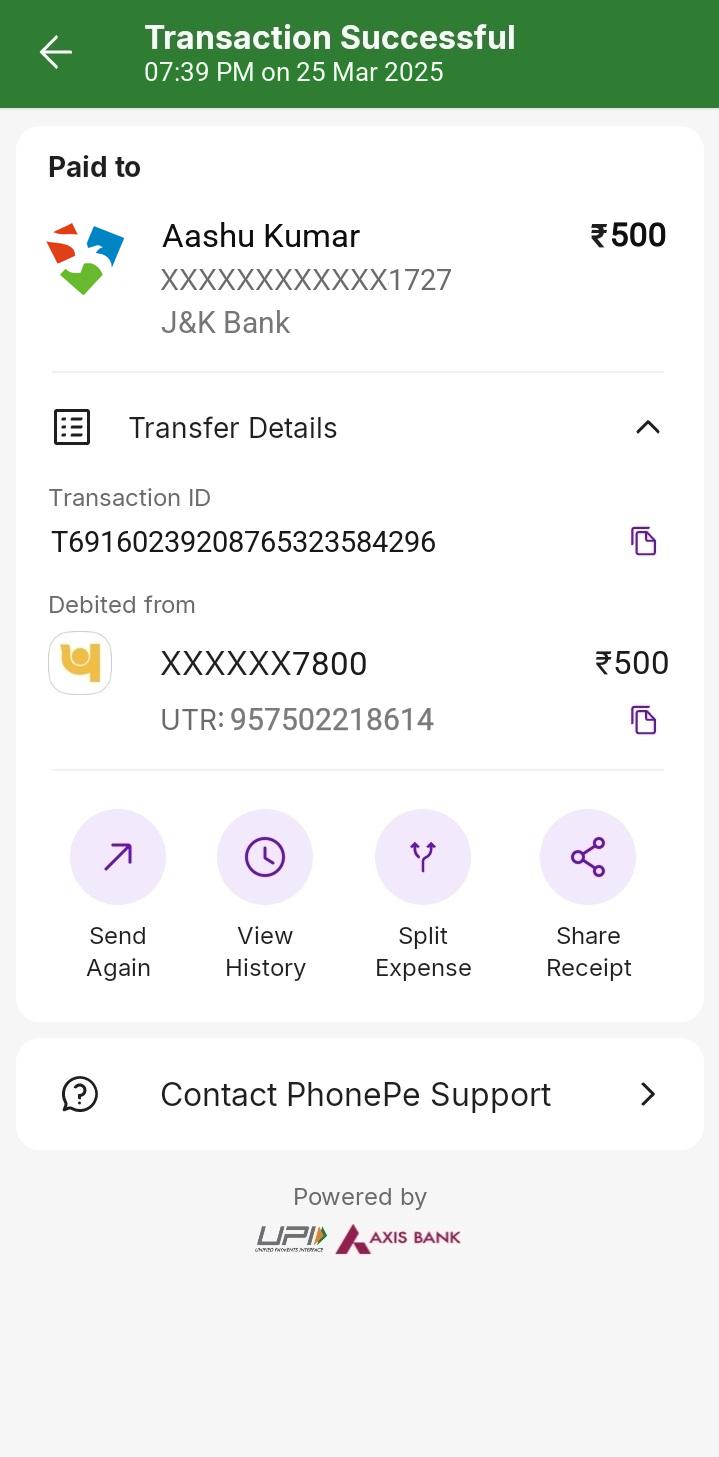 Transaction Successful
07:39 PM on 25 Mar 2025
Paid to
Aashu Kumar ₹500
XXXXXXXXXXXX1727
J&K Bank
Transfer Details
Transaction ID
T69160239208765323584296
Debited from
XXXXXX7800 ₹500
UTR: 957502218614
Send Again
View History
Split Expense
Share Receipt
Contact PhonePe Support
Powered by
UPI AXIS BANK
UNIFIED PAYMENTS INTERFACE